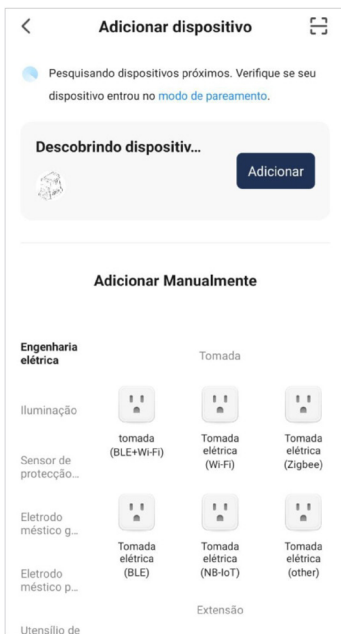 Adicionar dispositivo
Pesquisando dispositivos próximos. Verifique se seu
dispositivo entrou no modo de pareamento.
Descobrindo dispositiv...
Adicionar
Adicionar Manualmente
Engenharia
elétrica
Iluminação
Sensor de
protecção...
Eletrodo
méstico g...
Eletrodo
méstico p...
Utensílio de
Tomada
tomada
(BLE+Wi-Fi)
Tomada
elétrica
(Wi-Fi)
Tomada
elétrica
(Zigbee)
Tomada
elétrica
(BLE)
Tomada
elétrica
(NB-IoT)
Tomada
elétrica
(other)
Extensão